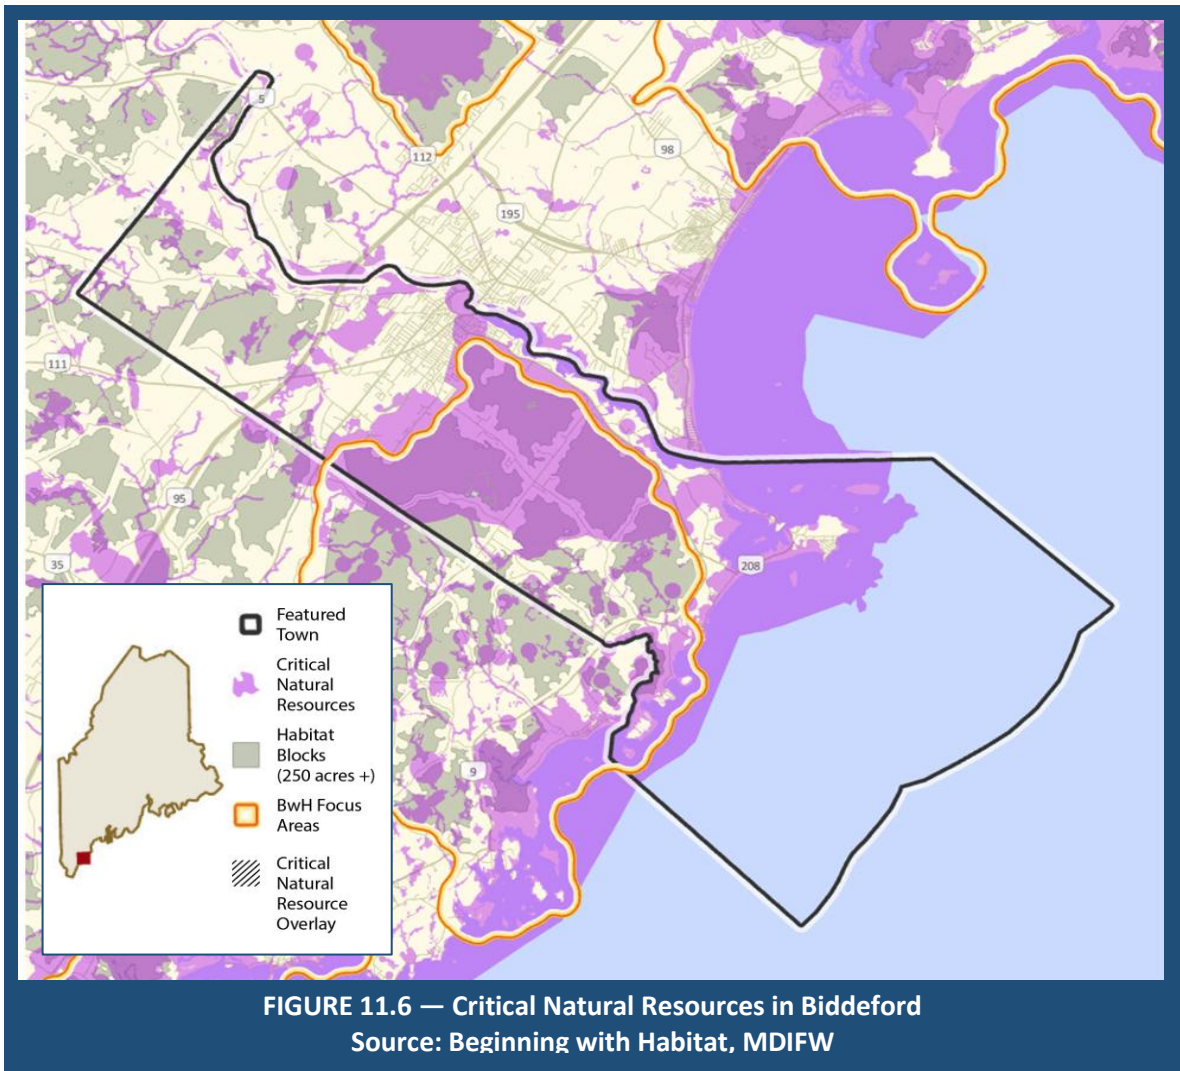 5
112
98
195
111
95
35
208
9
Featured
Town
Critical
Natural
Resources
Habitat
Blocks
(250 acres +)
BwH Focus
Areas
Critical
Natural
Resource
Overlay
FIGURE 11.6 — Critical Natural Resources in Biddeford
Source: Beginning with Habitat, MDIFW